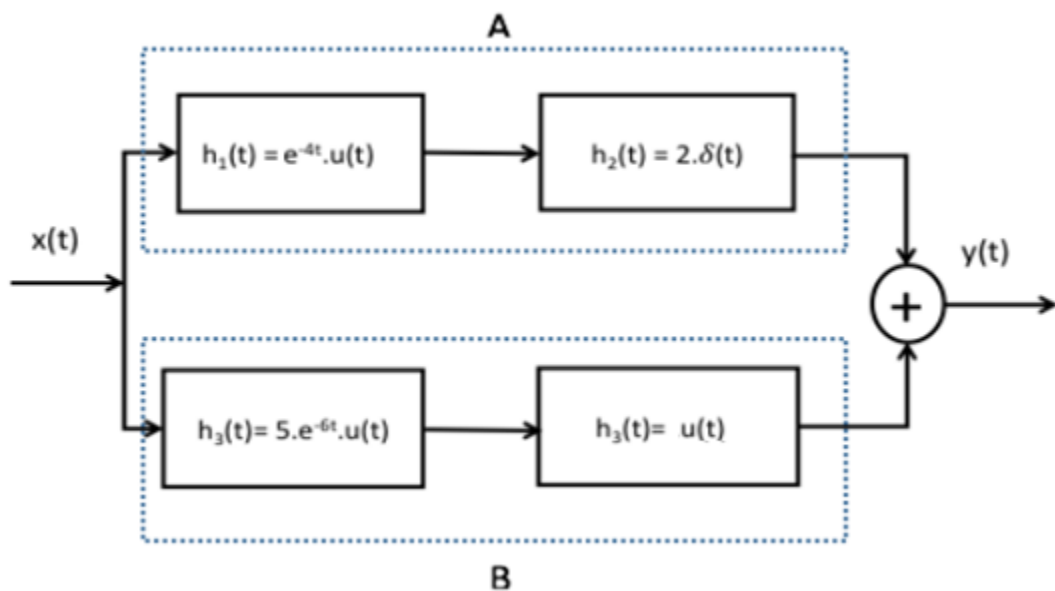 A
h₁(t) = e⁻⁴ᵗ.u(t)
h₂(t) = 2.δ(t)
x(t)
y(t)
+
h₃(t)= 5.e⁻⁶ᵗ.u(t)
h₃(t)= u(t)
B